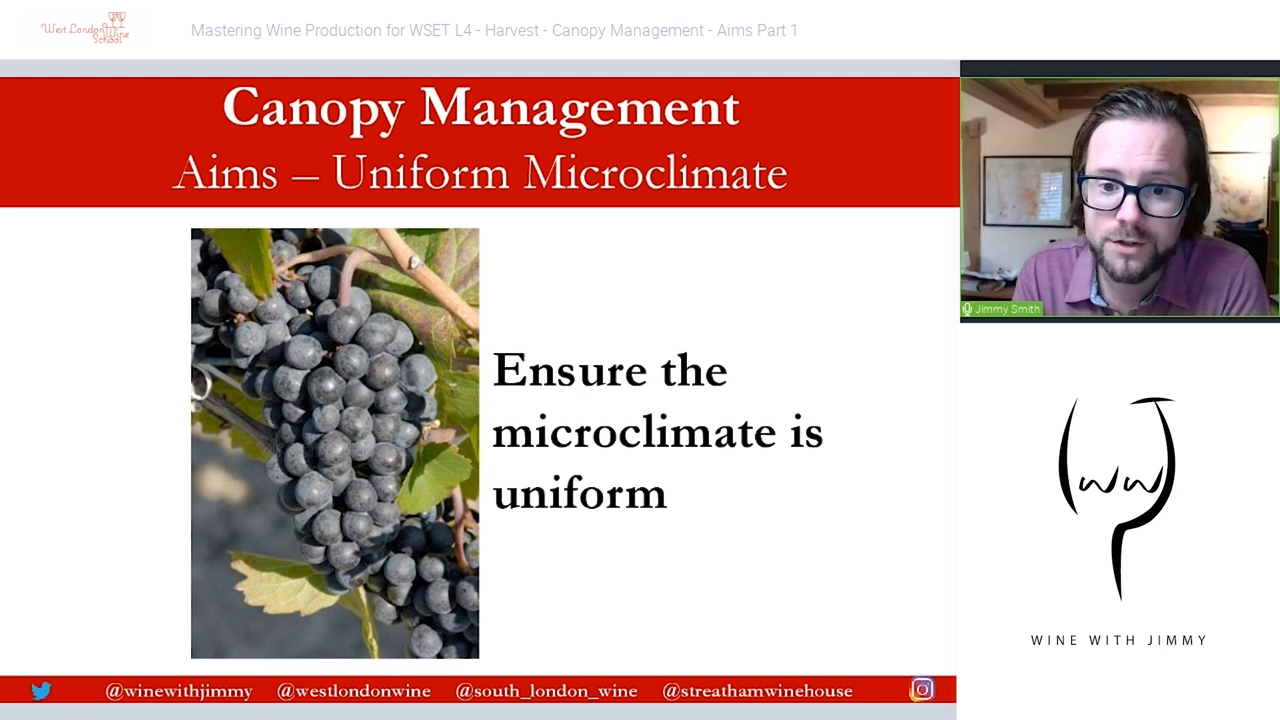 West London Wine School
Mastering Wine Production for WSET L4 - Harvest - Canopy Management - Aims Part 1
Canopy Management
Aims – Uniform Microclimate
Ensure the
microclimate is
uniform
Jimmy Smith
ww
WINE WITH JIMMY
@winewithjimmy @westlondonwine @south_london_wine @streathamwinehouse